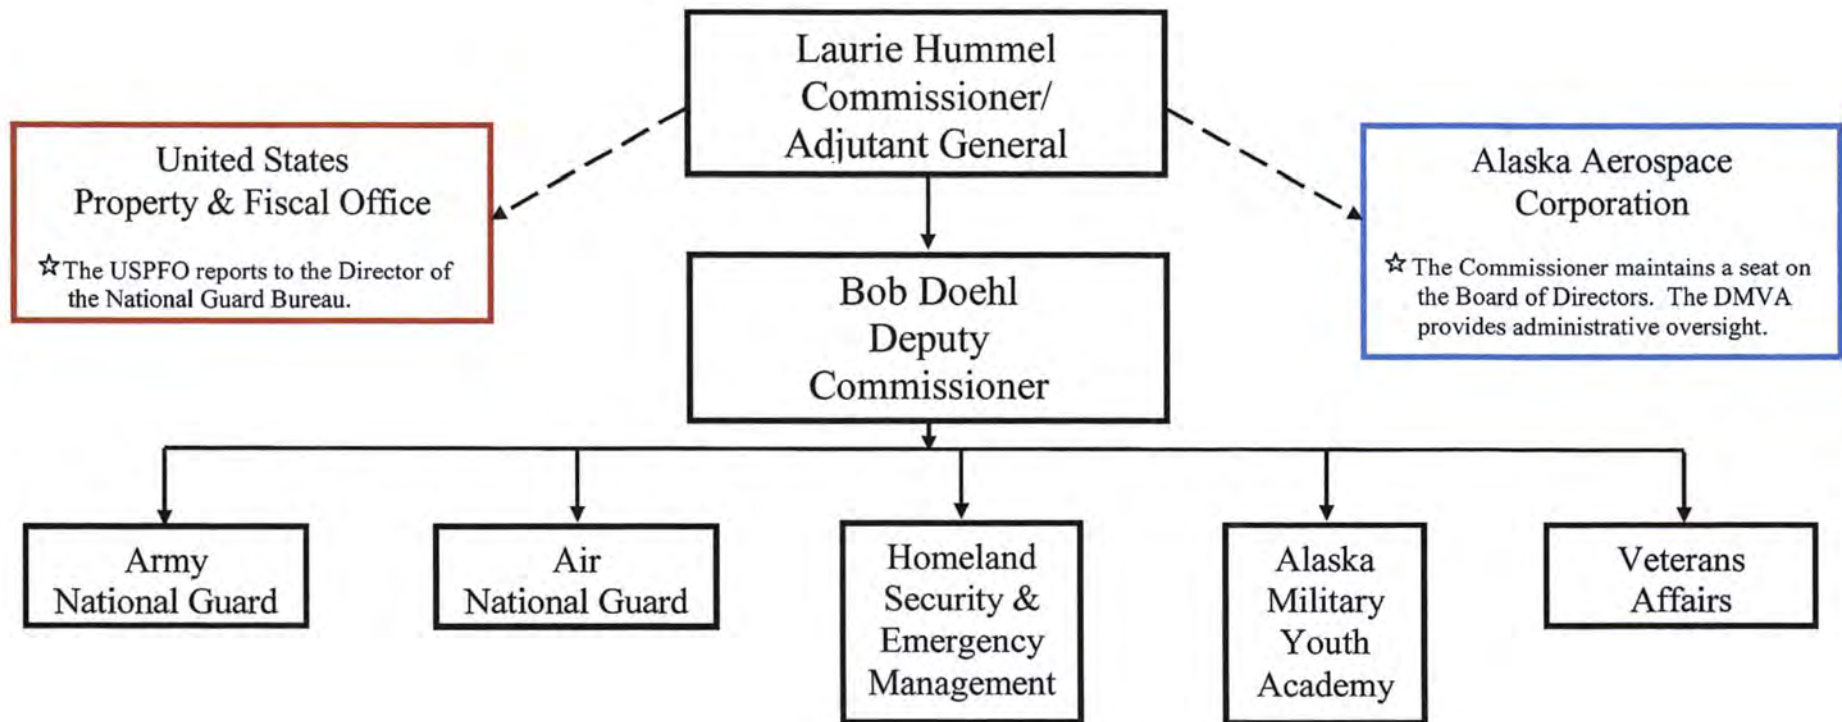 Laurie Hummel
Commissioner/
Adjutant General
United States
Property & Fiscal Office
☆The USPFO reports to the Director of
the National Guard Bureau.
Alaska Aerospace
Corporation
☆ The Commissioner maintains a seat on
the Board of Directors. The DMVA
provides administrative oversight.
Bob Doehl
Deputy
Commissioner
Army
National Guard
Air
National Guard
Homeland
Security &
Emergency
Management
Alaska
Military
Youth
Academy
Veterans
Affairs